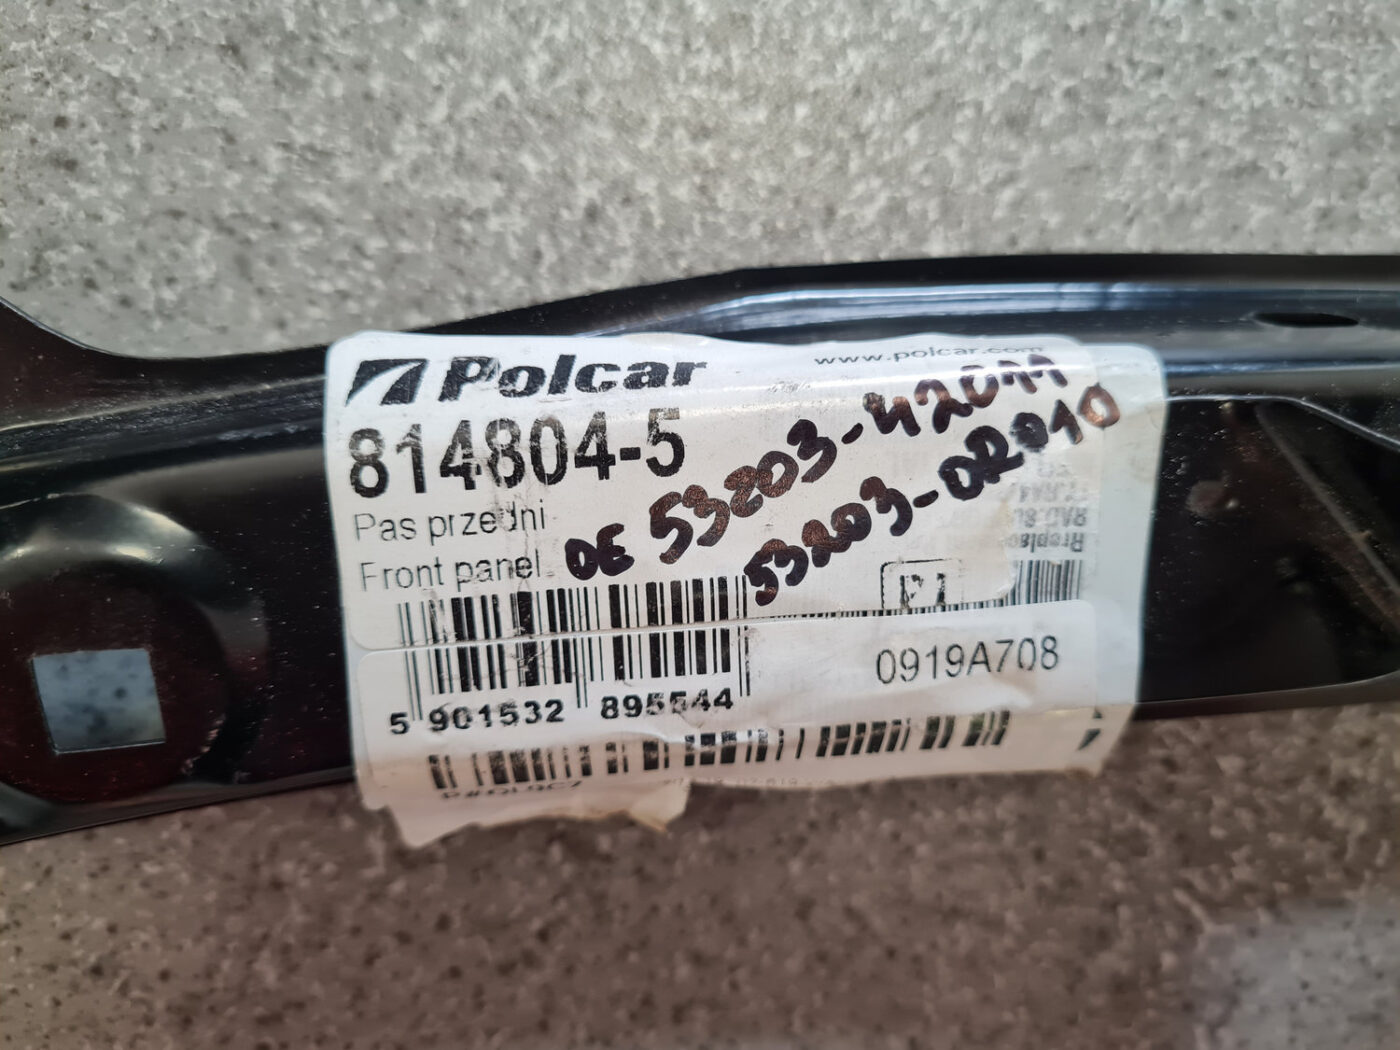 Polcar
www.polcar.com
814804-5
Pas przedni
Front panel
OE 53203-42011
53203-0R010
0919A708
5 901532 895544